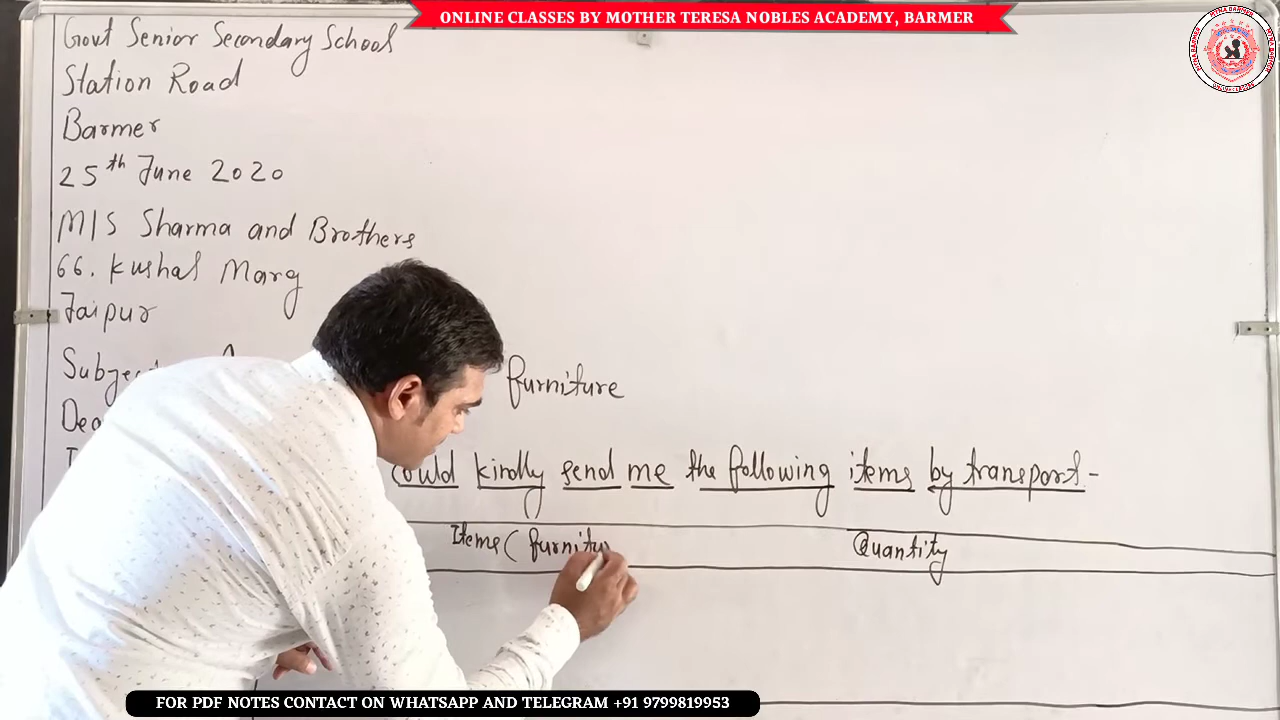 ONLINE CLASSES BY MOTHER TERESA NOBLES ACADEMY, BARMER
Govt Senior Secondary School
Station Road
Barmer
25th June 2020
M/S Sharma and Brothers
66. Kushal Marg
Jaipur
Subject furniture
could kindly send me the following items by transport-
Items ( furnitu
Quantity
FOR PDF NOTES CONTACT ON WHATSAPP AND TELEGRAM +91 9799819953